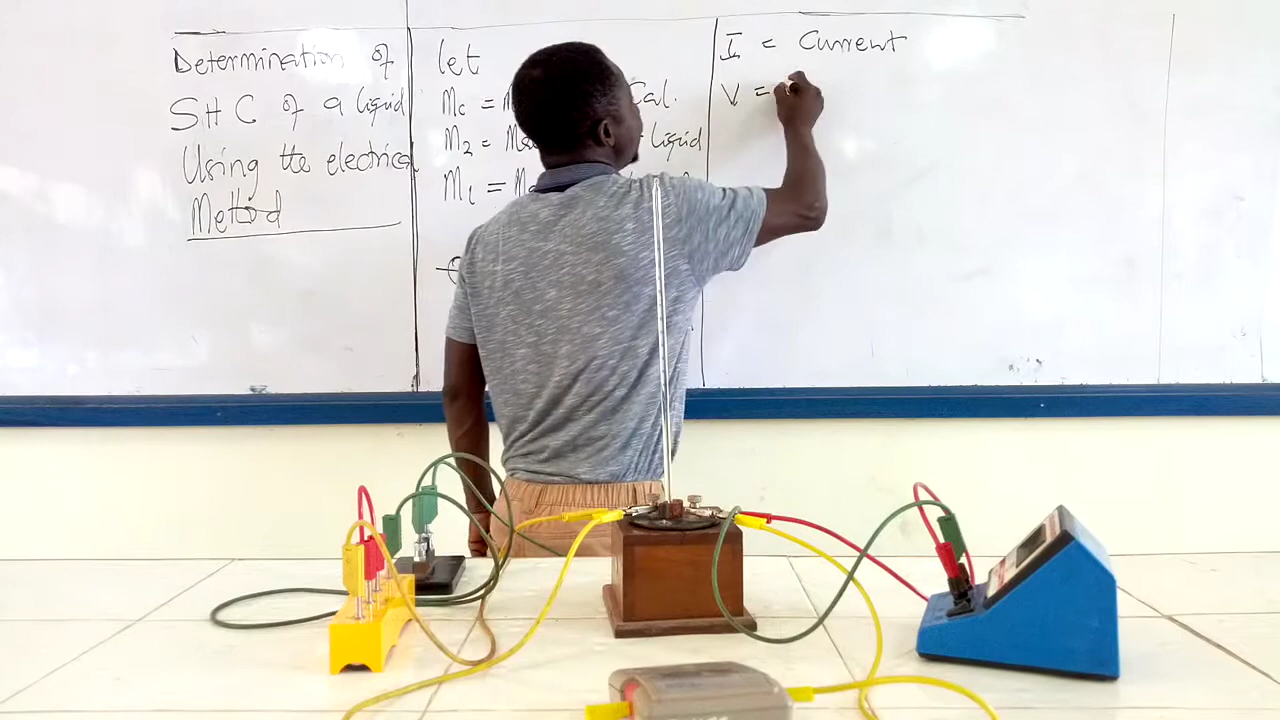 Determination of
SHC of a liquid
Using the electrical
Method
let
Mc =
Cal.
M2 =
liquid
M1 =
I = Current
V =